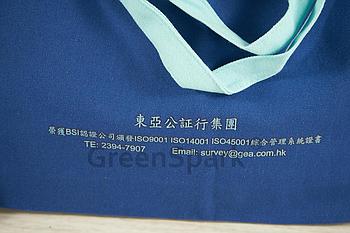 東亞公証行集團
榮獲BSI認證公司頒發ISO9001 ISO14001 ISO45001綜合管理系統證書
TE: 2394-7907 Email: survey@gea.com.hk
GreenSpark